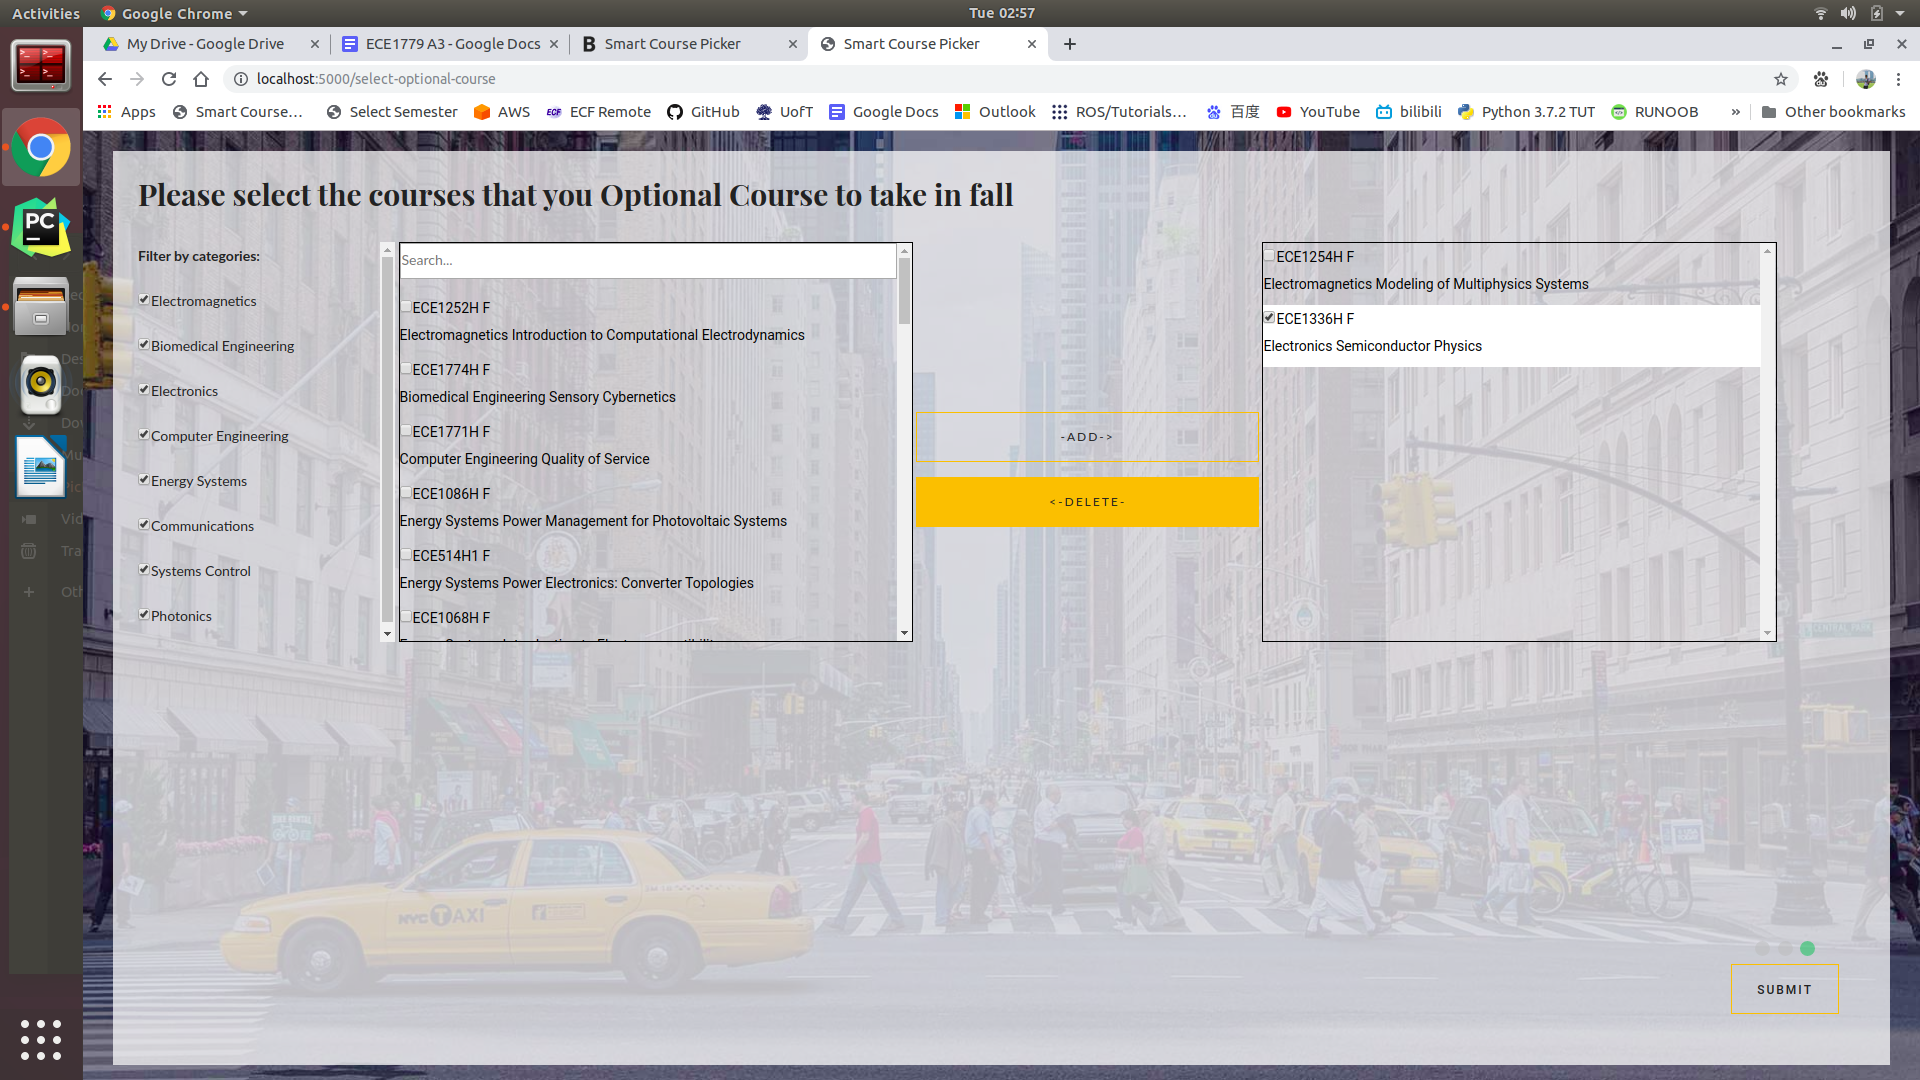 Activities
Google Chrome
Tue 02:57
My Drive - Google Drive
ECE1779 A3 - Google Docs
Smart Course Picker
Smart Course Picker
localhost:5000/select-optional-course
Apps
Smart Course…
Select Semester
AWS
ECF Remote
GitHub
UofT
Google Docs
Outlook
ROS/Tutorials…
百度
YouTube
bilibili
Python 3.7.2 TUT
RUNOOB
»
Other bookmarks
Please select the courses that you Optional Course to take in fall
Filter by categories:
Electromagnetics
Biomedical Engineering
Electronics
Computer Engineering
Energy Systems
Communications
Systems Control
Photonics
Search...
ECE1252H F
Electromagnetics Introduction to Computational Electrodynamics
ECE1774H F
Biomedical Engineering Sensory Cybernetics
ECE1771H F
Computer Engineering Quality of Service
ECE1086H F
Energy Systems Power Management for Photovoltaic Systems
ECE514H1 F
Energy Systems Power Electronics: Converter Topologies
ECE1068H F
-ADD->
<-DELETE-
ECE1254H F
Electromagnetics Modeling of Multiphysics Systems
ECE1336H F
Electronics Semiconductor Physics
CENTRAL PARK
NYC TAXI
SUBMIT
PC